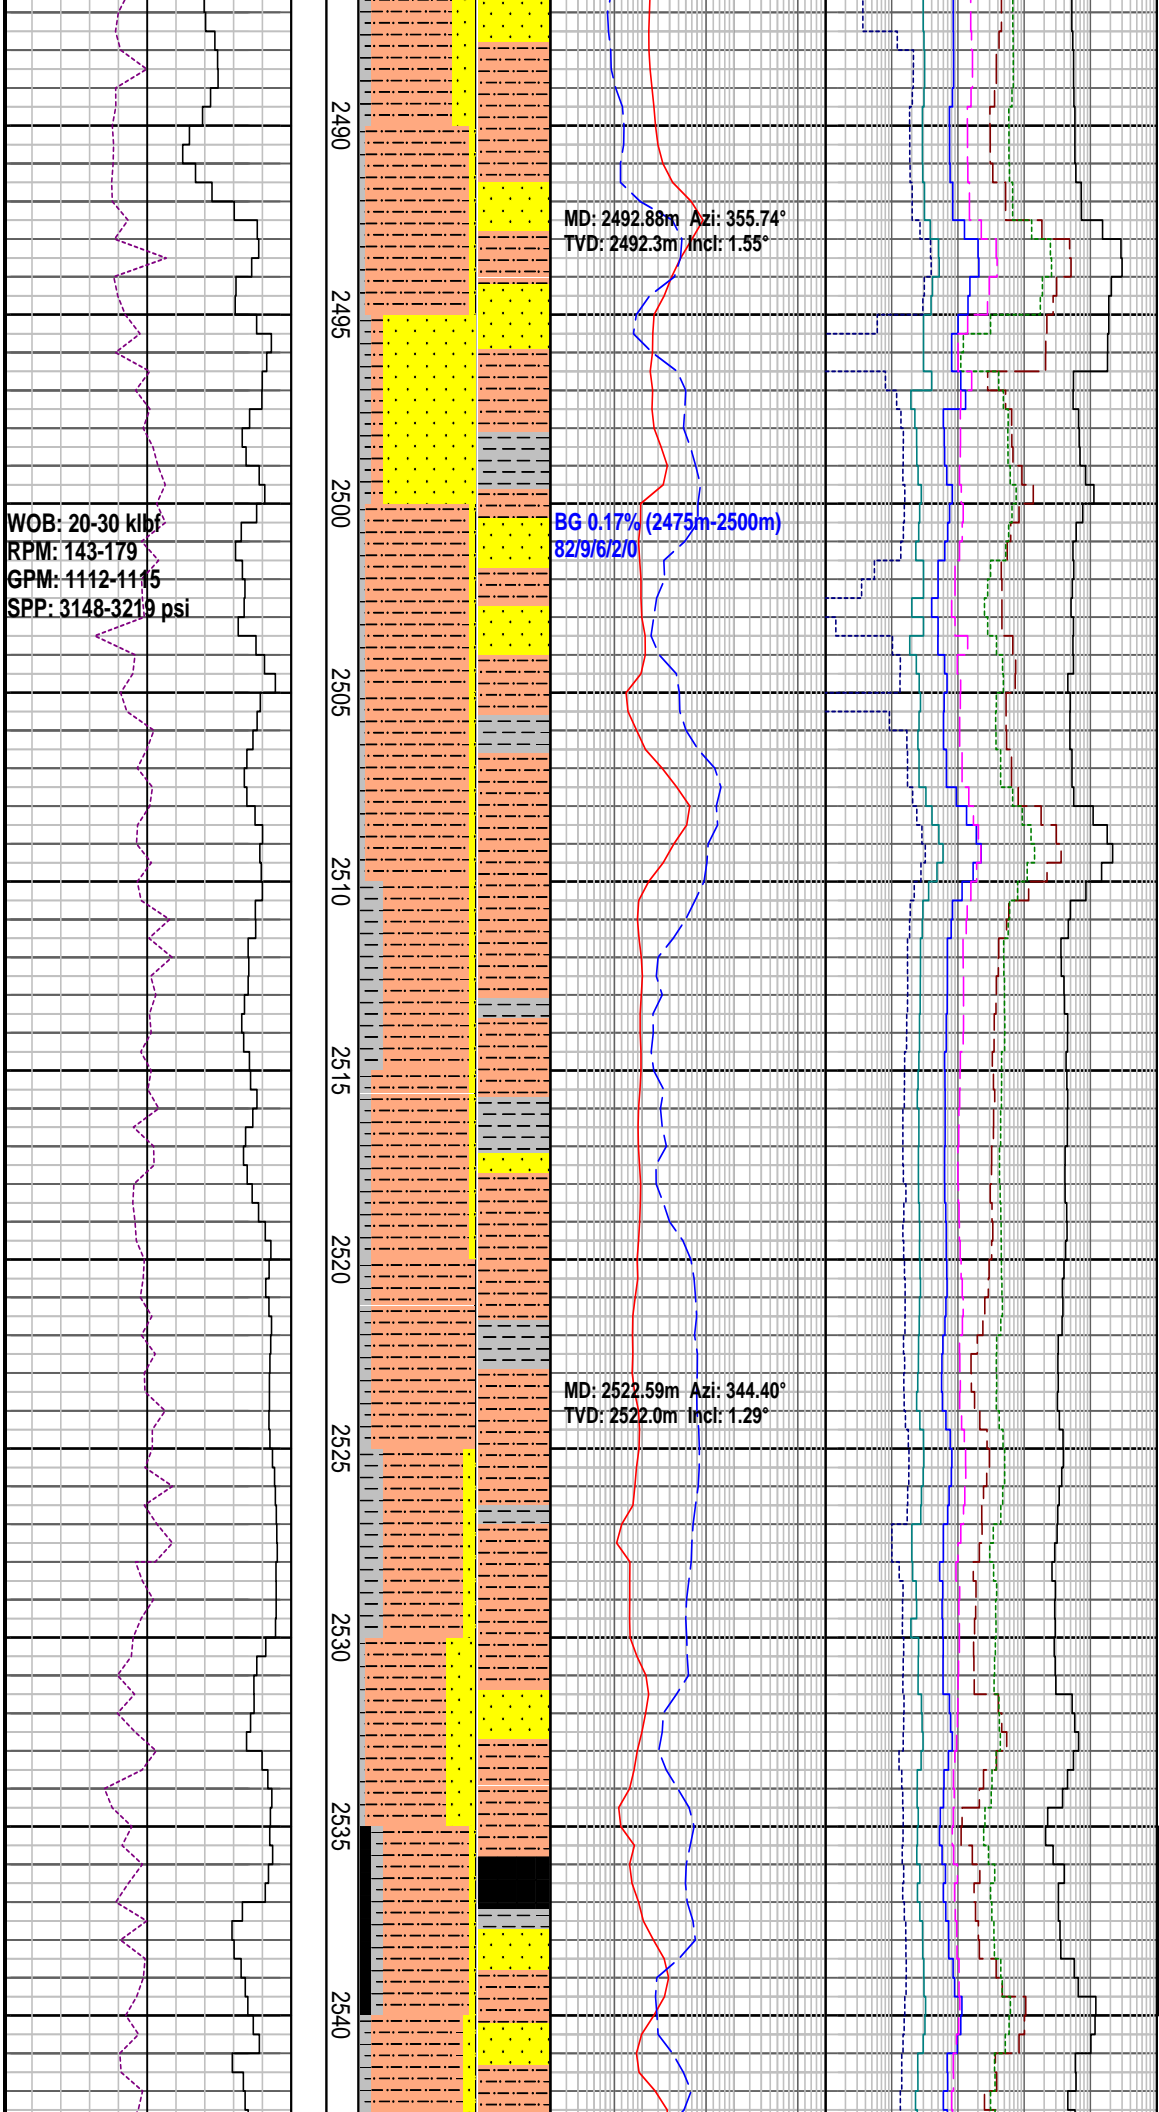 2490
MD: 2492.88m Azi: 355.74°
TVD: 2492.3m Incl: 1.55°
2495
2500
WOB: 20-30 klbf
RPM: 143-179
GPM: 1112-1115
SPP: 3148-3219 psi
BG 0.17% (2475m-2500m)
82/9/6/2/0
2505
2510
2515
2520
MD: 2522.59m Azi: 344.40°
TVD: 2522.0m Incl: 1.29°
2525
2530
2535
2540